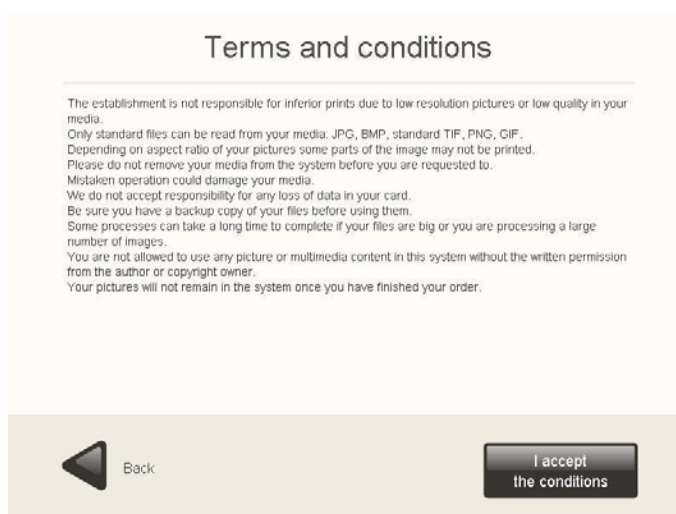 Terms and conditions
The establishment is not responsible for inferior prints due to low resolution pictures or low quality in your
media.
Only standard files can be read from your media: JPG, BMP, standard TIF, PNG, GIF.
Depending on aspect ratio of your pictures some parts of the image may not be printed.
Please do not remove your media from the system before you are requested to.
Mistaken operation could damage your media.
We do not accept responsibility for any loss of data in your card.
Be sure you have a backup copy of your files before using them.
Some processes can take a long time to complete if your files are big or you are processing a large
number of images.
You are not allowed to use any picture or multimedia content in this system without the written permission
from the author or copyright owner.
Your pictures will not remain in the system once you have finished your order.
Back
I accept
the conditions